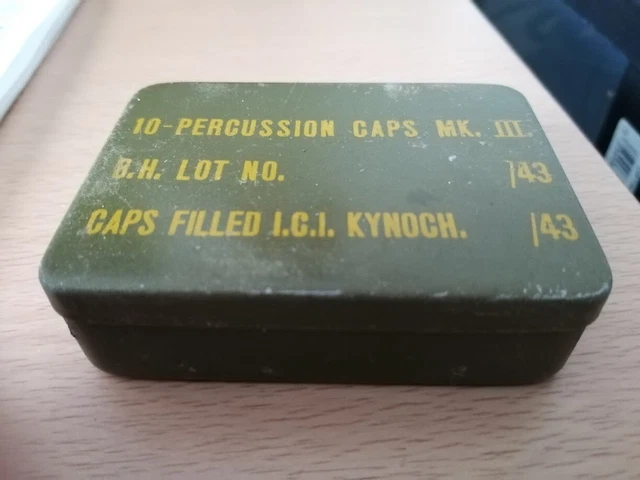 10-PERCUSSION CAPS MK. III.
B.H. LOT NO. /43
CAPS FILLED I.C.I. KYNOCH. /43